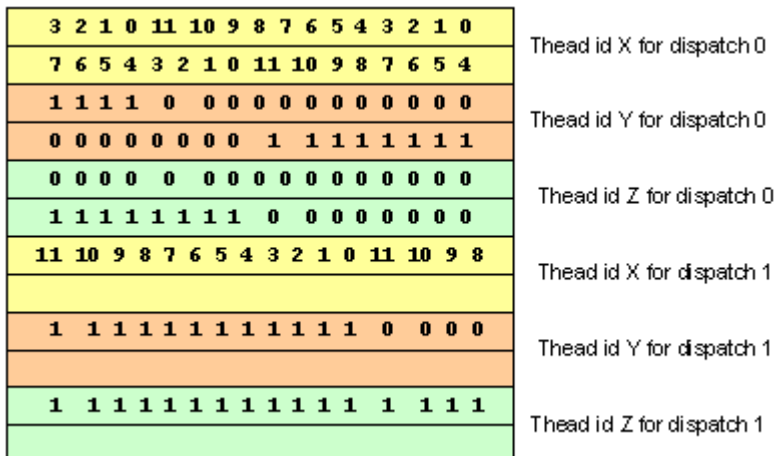 3 2 1 0 11 10 9 8 7 6 5 4 3 2 1 0
Thead id X for dispatch 0
7 6 5 4 3 2 1 0 11 10 9 8 7 6 5 4
1 1 1 1 0 0 0 0 0 0 0 0 0 0 0 0
Thead id Y for dispatch 0
0 0 0 0 0 0 0 0 1 1 1 1 1 1 1 1
0 0 0 0 0 0 0 0 0 0 0 0 0 0 0 0
Thead id Z for dispatch 0
1 1 1 1 1 1 1 1 0 0 0 0 0 0 0 0
11 10 9 8 7 6 5 4 3 2 1 0 11 10 9 8
Thead id X for dispatch 1
1 1 1 1 1 1 1 1 1 1 1 1 0 0 0 0
Thead id Y for dispatch 1
1 1 1 1 1 1 1 1 1 1 1 1 1 1 1 1
Thead id Z for dispatch 1